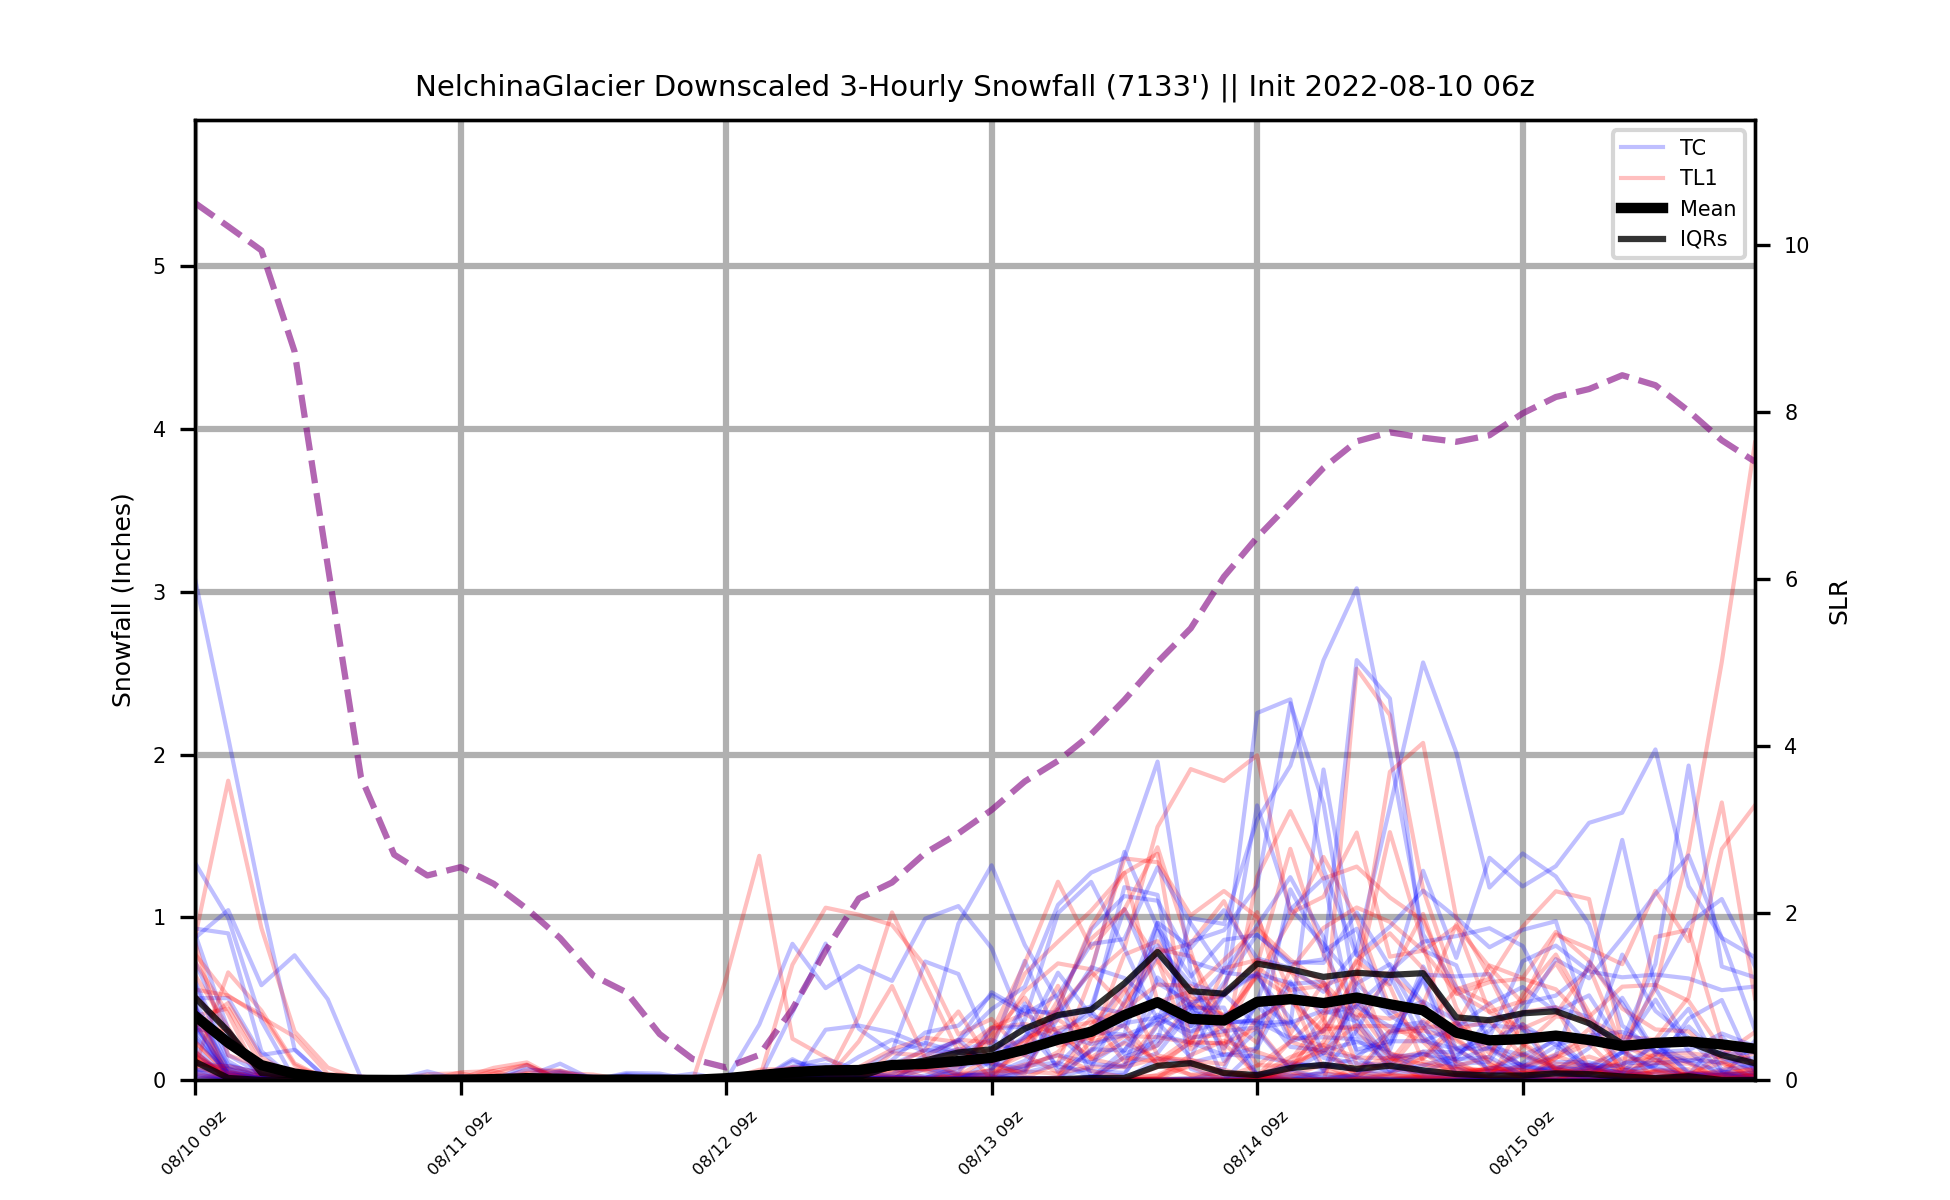 NelchinaGlacier Downscaled 3-Hourly Snowfall (7133') || Init 2022-08-10 06z
TC
TL1
Mean
IQRs
Snowfall (Inches)
5
4
3
2
1
0
10
8
6
4
2
0
SLR
08/10 09z
08/11 09z
08/12 09z
08/13 09z
08/14 09z
08/15 09z